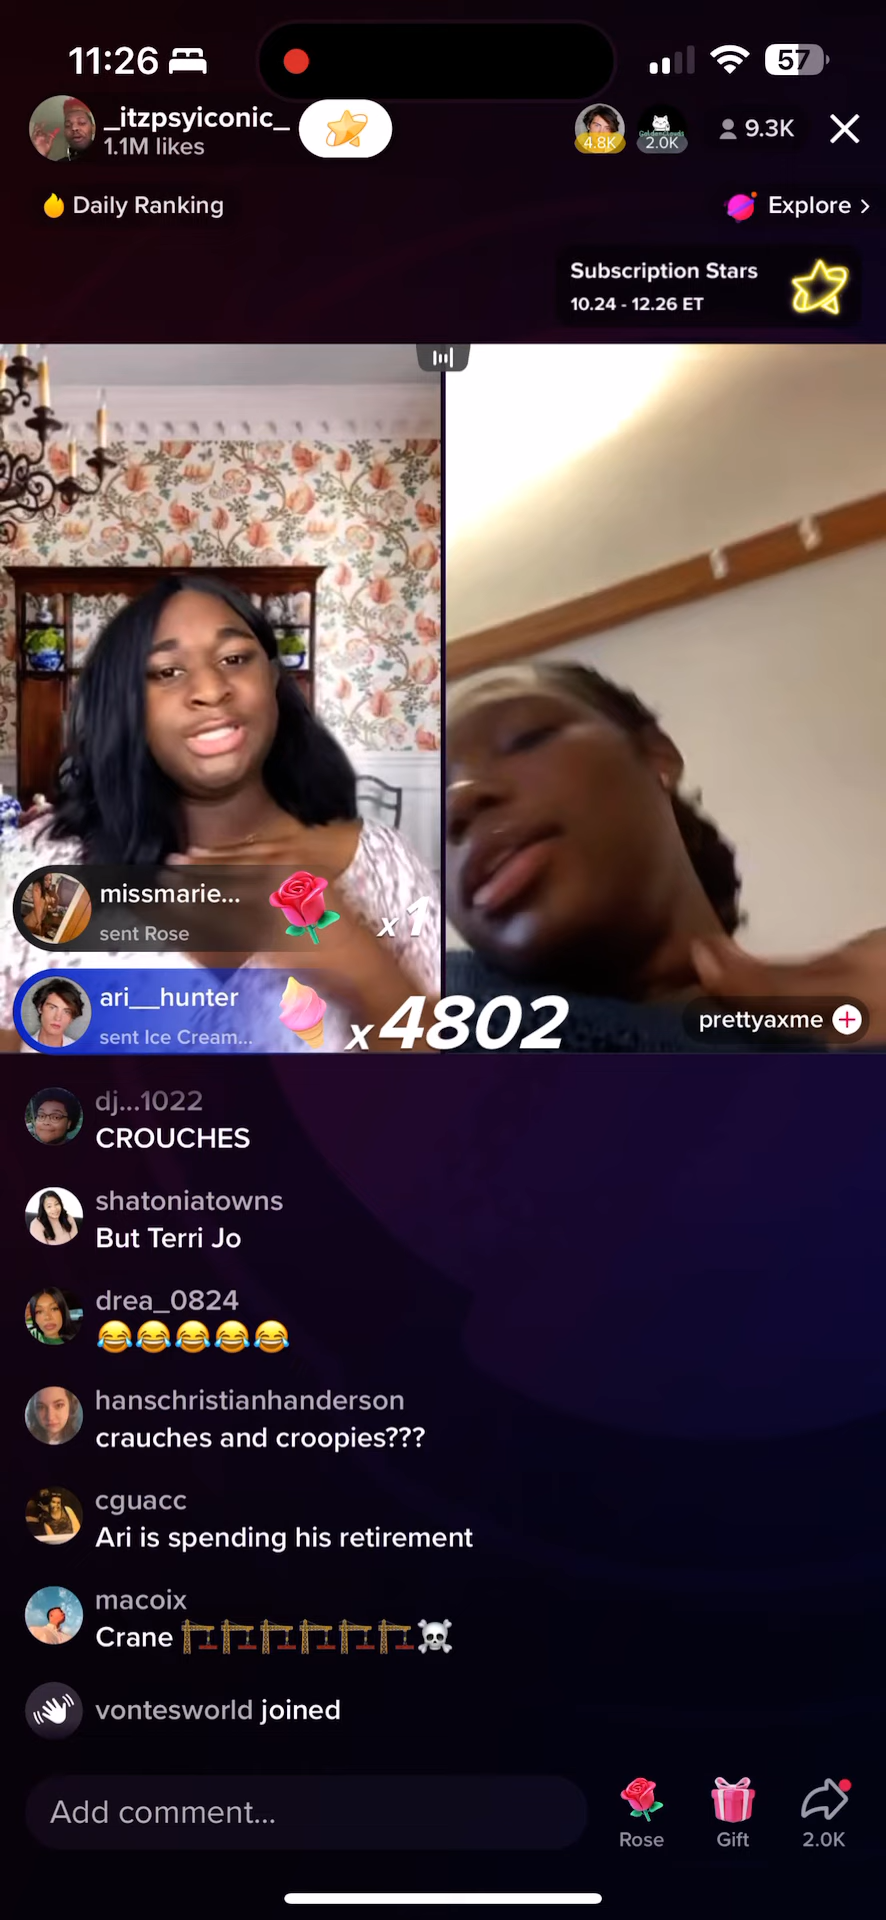 11:26
57
_itzpsyiconic_
1.1M likes
4.8K
2.0K
9.3K
Daily Ranking
Explore >
Subscription Stars
10.24 - 12.26 ET
missmarie...
sent Rose
x1
ari__hunter
sent Ice Cream...
x4802
prettyaxme
dj...1022
CROUCHES
shatoniatowns
But Terri Jo
drea_0824
😂😂😂😂😂
hanschristianhanderson
crauches and croopies???
cguacc
Ari is spending his retirement
macoix
Crane 🏗️🏗️🏗️🏗️🏗️🏗️☠️
vontesworld joined
Add comment...
Rose
Gift
2.0K